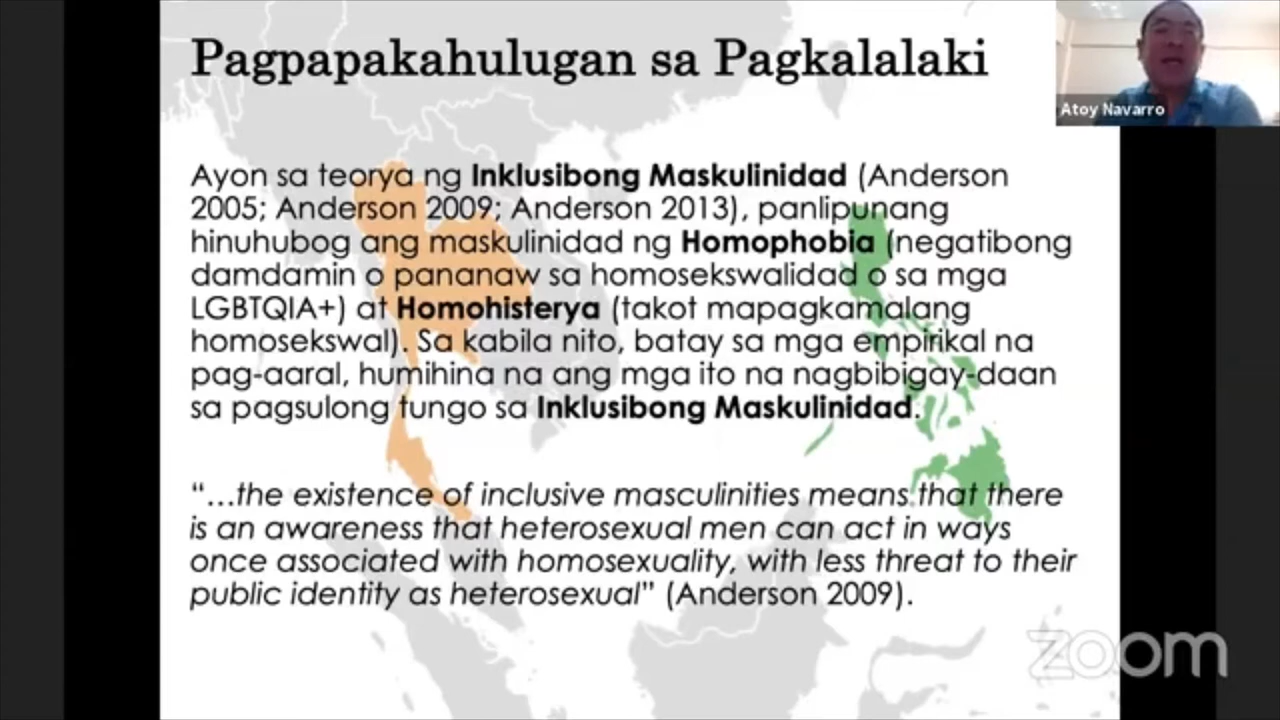 Pagpapakahulugan sa Pagkalalaki
Atoy Navarro
Ayon sa teorya ng Inklusibong Maskulinidad (Anderson
2005; Anderson 2009; Anderson 2013), panlipunang
hinuhubog ang maskulinidad ng Homophobia (negatibong
damdamin o pananaw sa homosekswalidad o sa mga
LGBTQIA+) at Homohisterya (takot mapagkamalang
homosekswal). Sa kabila nito, batay sa mga empirikal na
pag-aaral, humihina na ang mga ito na nagbibigay-daan
sa pagsulong tungo sa Inklusibong Maskulinidad.
“…the existence of inclusive masculinities means that there
is an awareness that heterosexual men can act in ways
once associated with homosexuality, with less threat to their
public identity as heterosexual” (Anderson 2009).
zoom